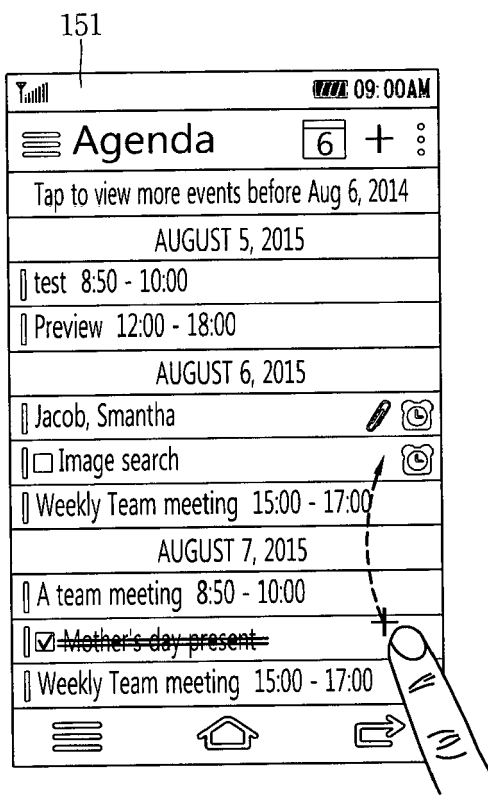 151
09:00AM
Agenda 6 +
Tap to view more events before Aug 6, 2014
AUGUST 5, 2015
test 8:50 - 10:00
Preview 12:00 - 18:00
AUGUST 6, 2015
Jacob, Smantha
Image search
Weekly Team meeting 15:00 - 17:00
AUGUST 7, 2015
A team meeting 8:50 - 10:00
Mother's day present
Weekly Team meeting 15:00 - 17:00